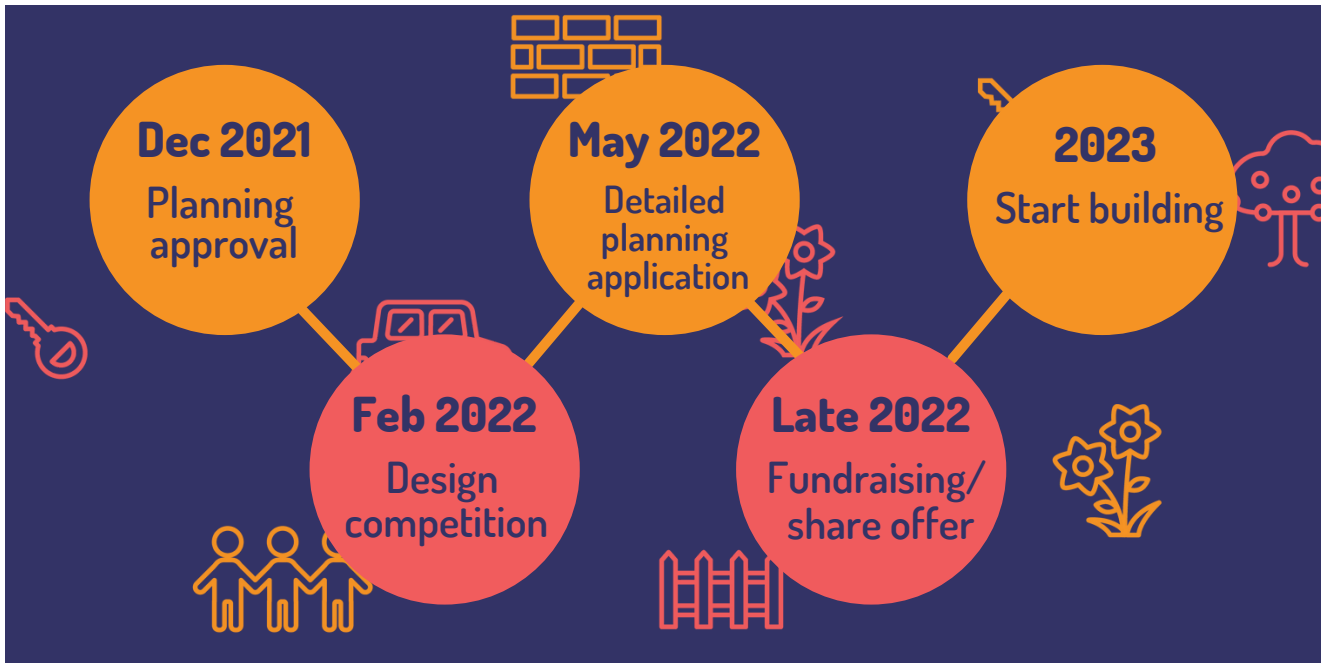 Dec 2021
Planning
approval
Feb 2022
Design
competition
May 2022
Detailed
planning
application
Late 2022
Fundraising/
share offer
2023
Start building